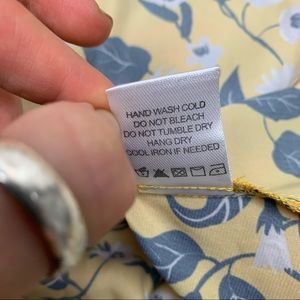 HAND WASH COLD
DO NOT BLEACH
DO NOT TUMBLE DRY
HANG DRY
COOL IRON IF NEEDED